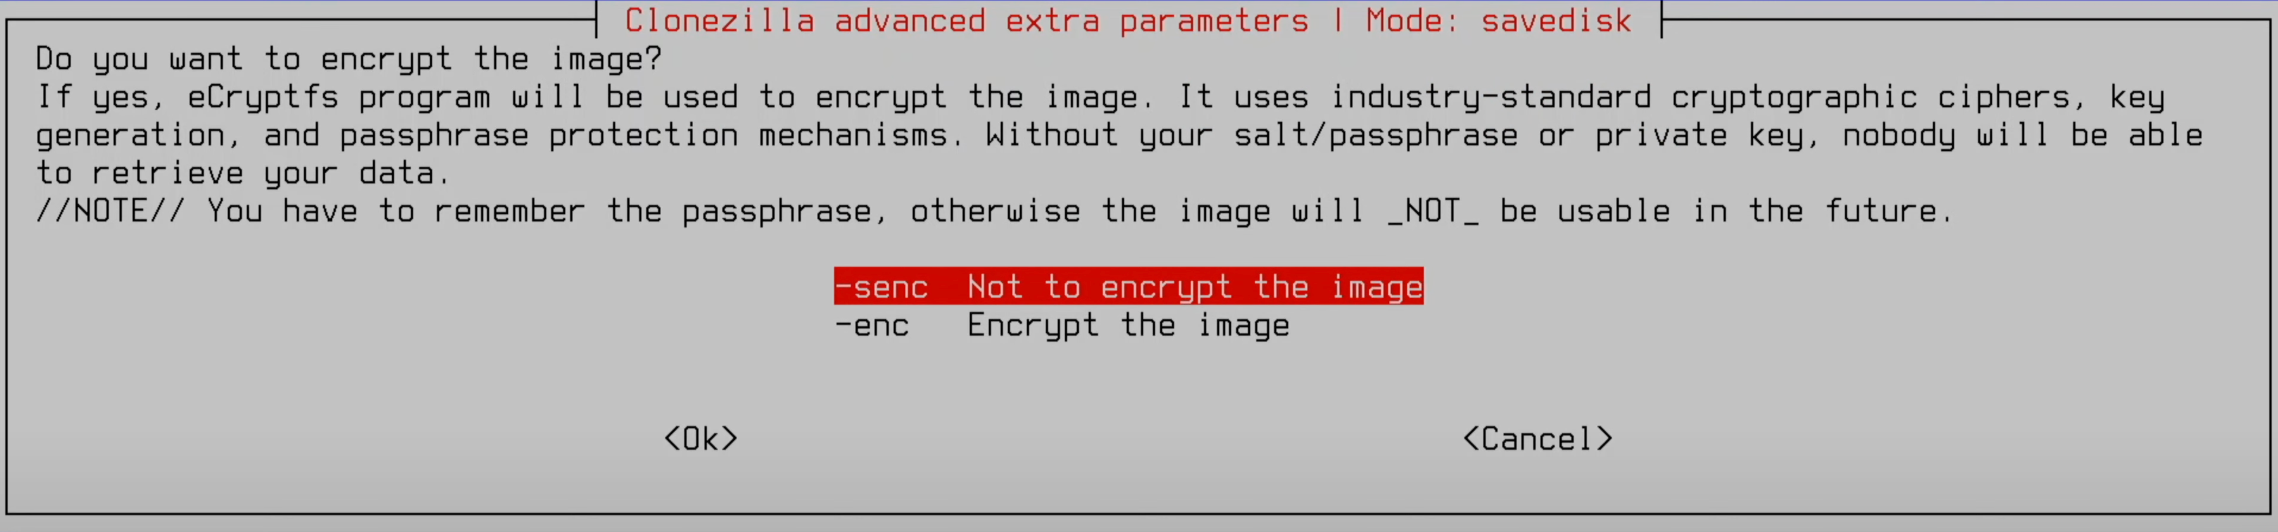 Clonezilla advanced extra parameters | Mode: savedisk
Do you want to encrypt the image?
If yes, eCryptfs program will be used to encrypt the image. It uses industry-standard cryptographic ciphers, key
generation, and passphrase protection mechanisms. Without your salt/passphrase or private key, nobody will be able
to retrieve your data.
//NOTE// You have to remember the passphrase, otherwise the image will _NOT_ be usable in the future.
-senc Not to encrypt the image
-enc Encrypt the image
<Ok> <Cancel>